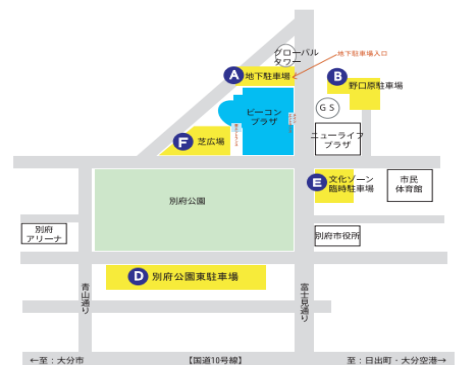 グローバル
タワー
地下駐車場入口
A 地下駐車場
B
野口原駐車場
ビーコン
プラザ
GS
F 芝広場
ニューライフ
プラザ
E 文化ゾーン
臨時駐車場
市民
体育館
別府公園
別府
アリーナ
別府市役所
D 別府公園東駐車場
青山通り
富士見通り
←至：大分市
【国道10号線】
至：日出町・大分空港→